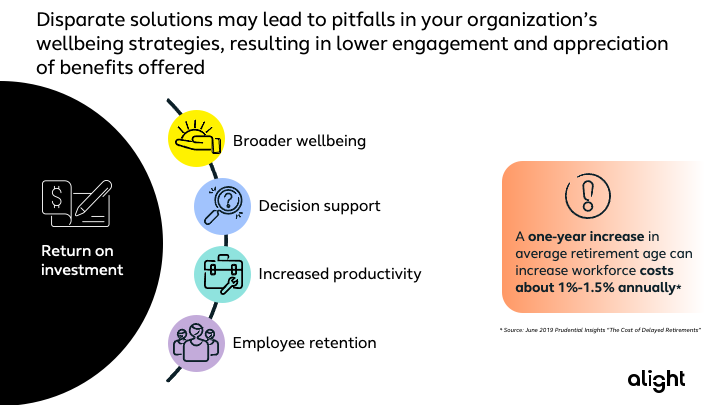 Disparate solutions may lead to pitfalls in your organization's
wellbeing strategies, resulting in lower engagement and appreciation
of benefits offered
$
Return on
investment
Broader wellbeing
?
Decision support
Increased productivity
Employee retention
!
A one-year increase in
average retirement age can
increase workforce costs
about 1%-1.5% annually*
* Source: June 2019 Prudential Insights "The Cost of Delayed Retirements"
alight